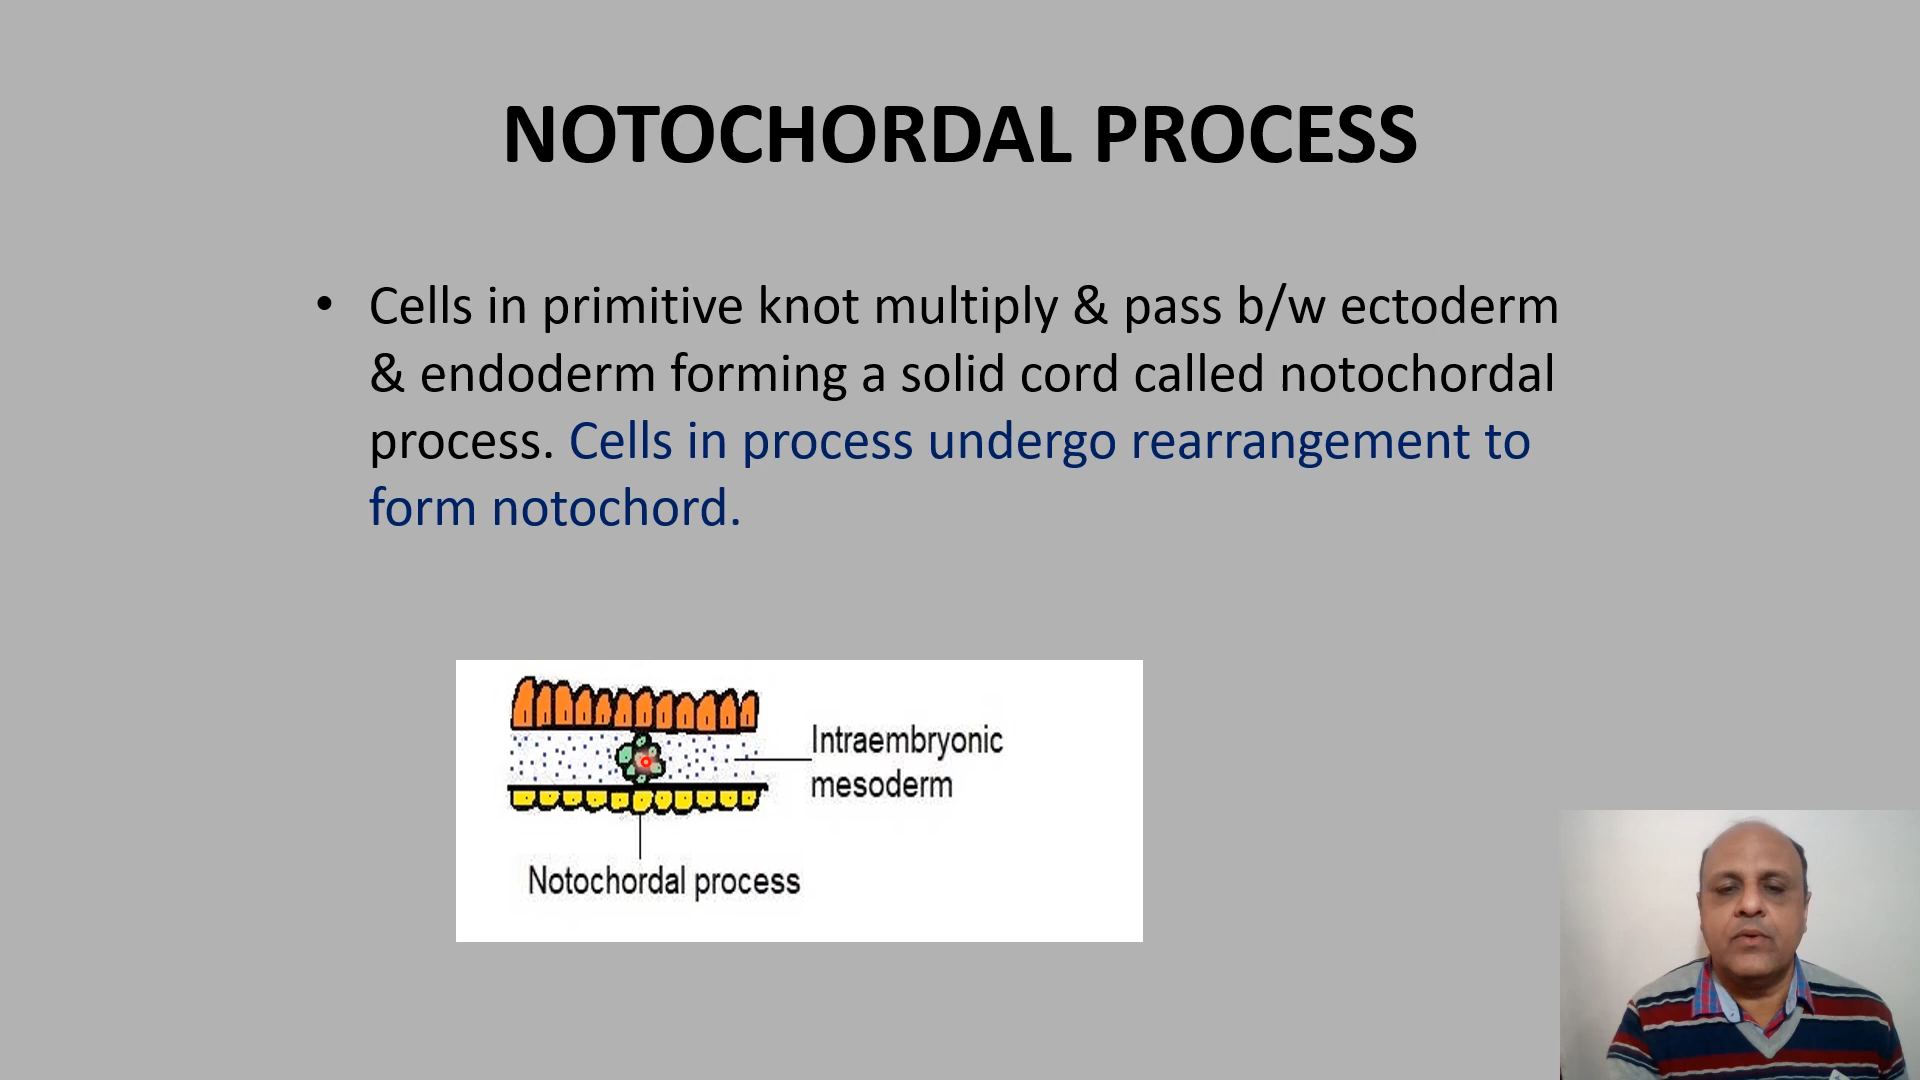 NOTOCHORDAL PROCESS
• Cells in primitive knot multiply & pass b/w ectoderm
& endoderm forming a solid cord called notochordal
process. Cells in process undergo rearrangement to
form notochord.
Intraembryonic
mesoderm
Notochordal process